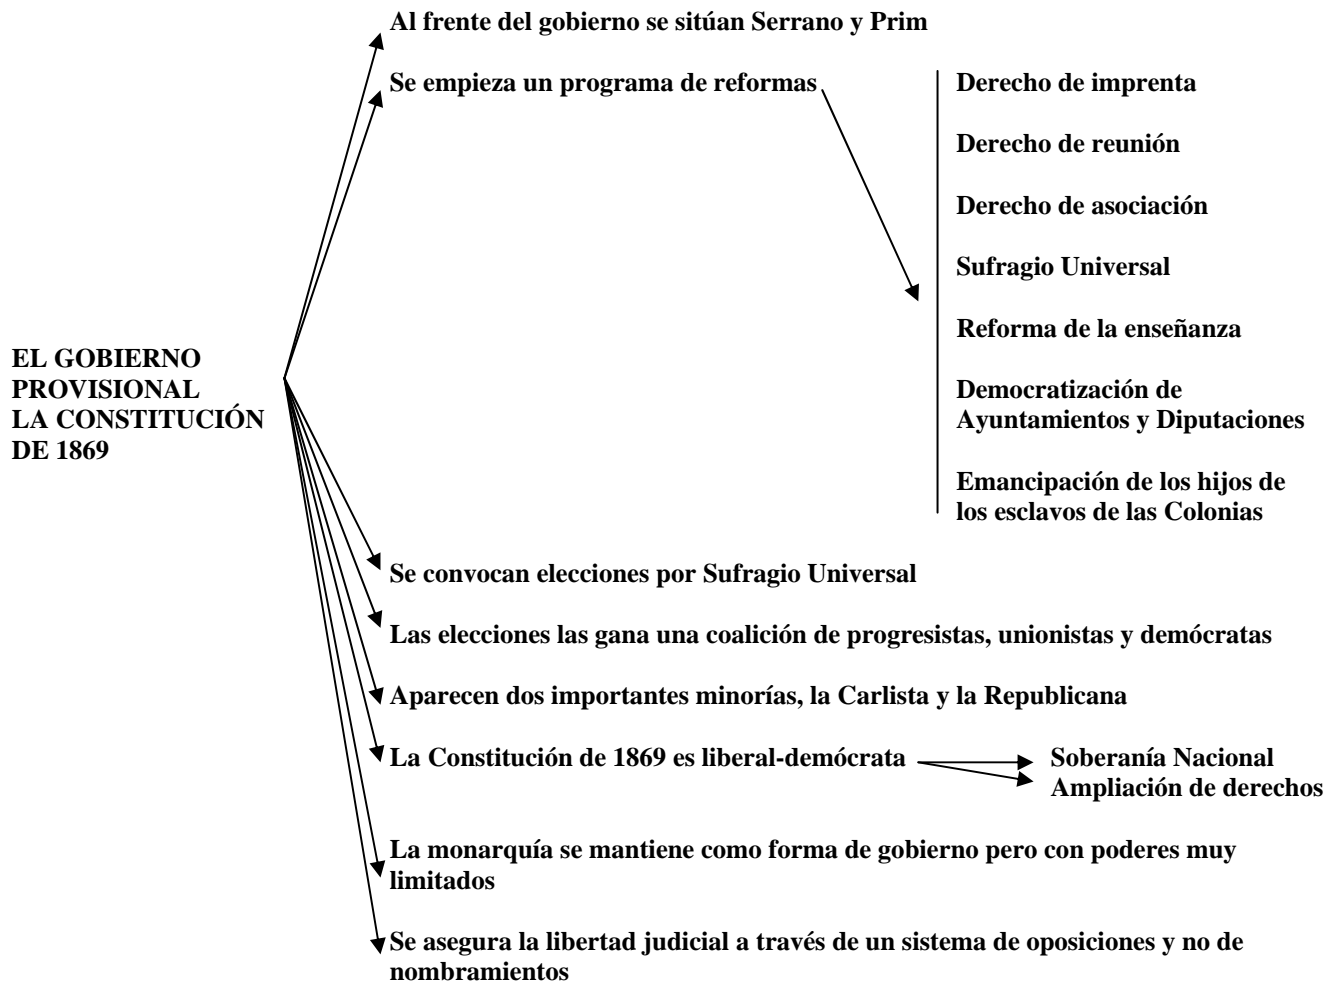 Al frente del gobierno se sitúan Serrano y Prim
Se empieza un programa de reformas
Derecho de imprenta
Derecho de reunión
Derecho de asociación
Sufragio Universal
Reforma de la enseñanza
Democratización de
Ayuntamientos y Diputaciones
Emancipación de los hijos de
los esclavos de las Colonias
EL GOBIERNO
PROVISIONAL
LA CONSTITUCIÓN
DE 1869
Se convocan elecciones por Sufragio Universal
Las elecciones las gana una coalición de progresistas, unionistas y demócratas
Aparecen dos importantes minorías, la Carlista y la Republicana
La Constitución de 1869 es liberal-demócrata
Soberanía Nacional
Ampliación de derechos
La monarquía se mantiene como forma de gobierno pero con poderes muy
limitados
Se asegura la libertad judicial a través de un sistema de oposiciones y no de
nombramientos